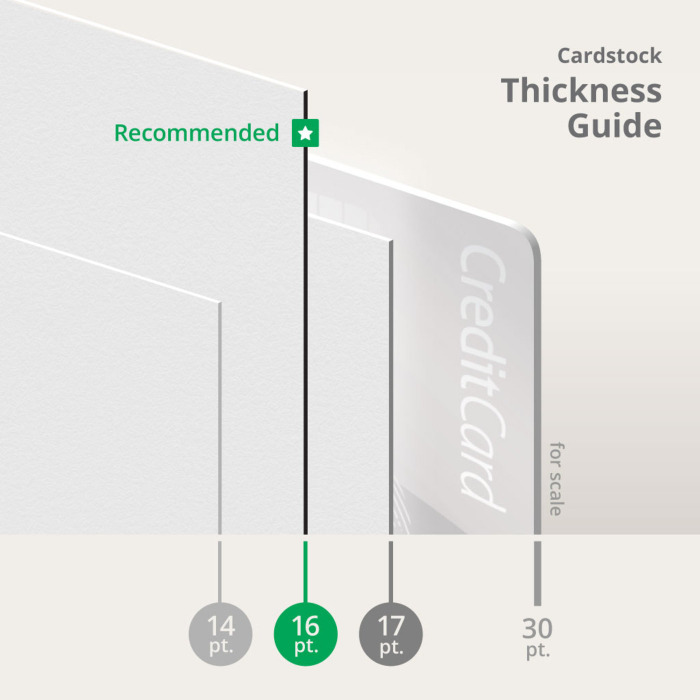 Cardstock
Thickness
Guide
Recommended
CreditCard
for scale
14
pt.
16
pt.
17
pt.
30
pt.